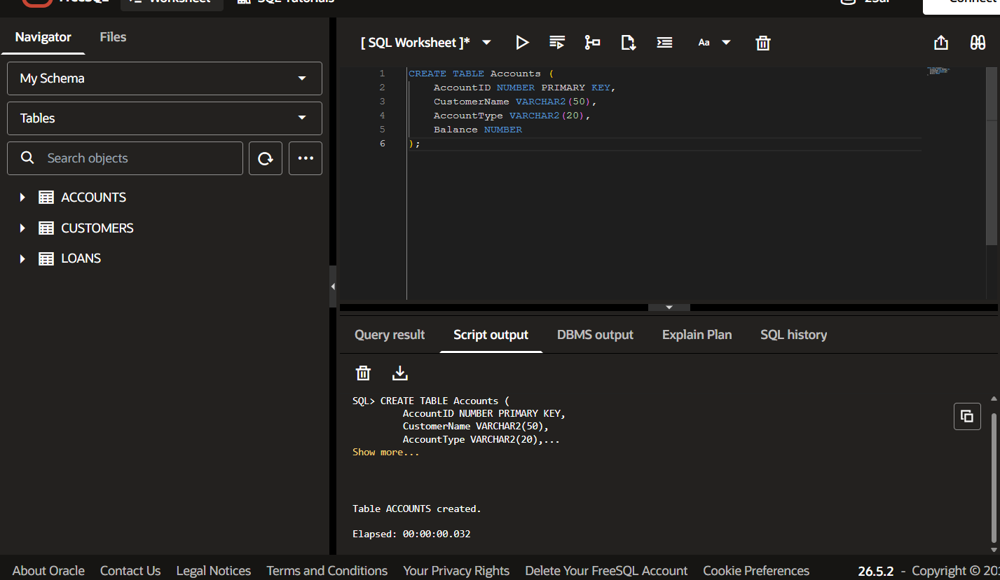 Worksheet SQL Tutorials
Navigator Files
My Schema
Tables
Search objects
ACCOUNTS
CUSTOMERS
LOANS
[ SQL Worksheet ]* Aa
1 CREATE TABLE Accounts (
2 AccountID NUMBER PRIMARY KEY,
3 CustomerName VARCHAR2(50),
4 AccountType VARCHAR2(20),
5 Balance NUMBER
6 );
Query result Script output DBMS output Explain Plan SQL history
SQL> CREATE TABLE Accounts (
AccountID NUMBER PRIMARY KEY,
CustomerName VARCHAR2(50),
AccountType VARCHAR2(20),...
Show more...
Table ACCOUNTS created.
Elapsed: 00:00:00.032
About Oracle Contact Us Legal Notices Terms and Conditions Your Privacy Rights Delete Your FreeSQL Account Cookie Preferences 26.5.2 - Copyright ©